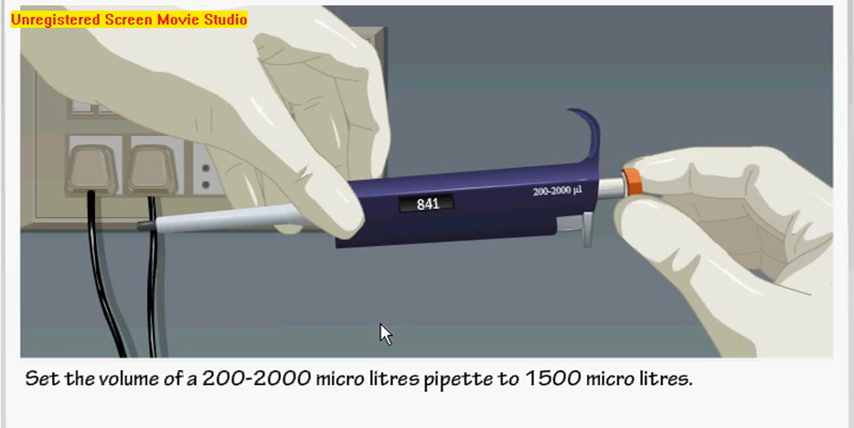 Unregistered Screen Movie Studio
841
200-2000 µl
Set the volume of a 200-2000 micro litres pipette to 1500 micro litres.